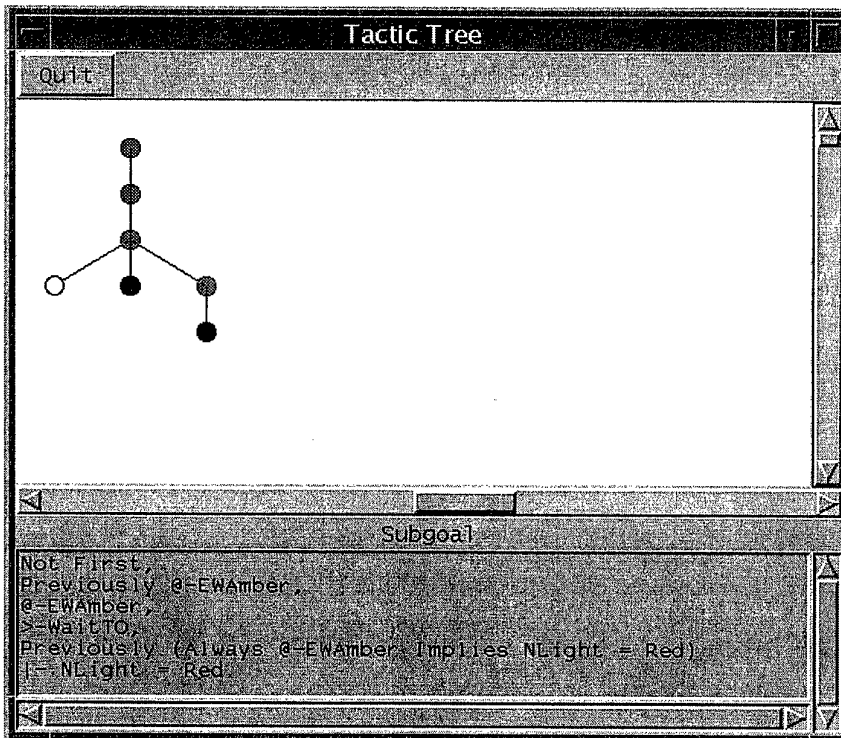 Tactic Tree
Quit
Subgoal
Not First,
Previously @-EWAmber,
@-EWAmber,
>-WaitTO,
Previously (Always @-EWAmber Implies NLight = Red)
|- NLight = Red